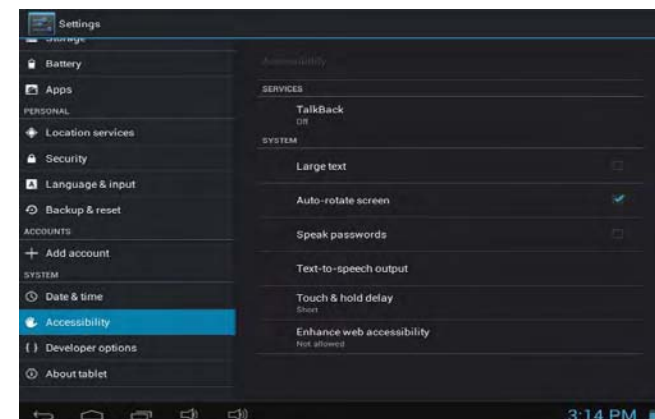 Settings
Storage
Battery
Apps
PERSONAL
Location services
Security
Language & input
Backup & reset
ACCOUNTS
Add account
SYSTEM
Date & time
Accessibility
Developer options
About tablet
Accessibility
SERVICES
TalkBack
Off
SYSTEM
Large text
Auto-rotate screen
Speak passwords
Text-to-speech output
Touch & hold delay
Short
Enhance web accessibility
Not allowed
3:14 PM